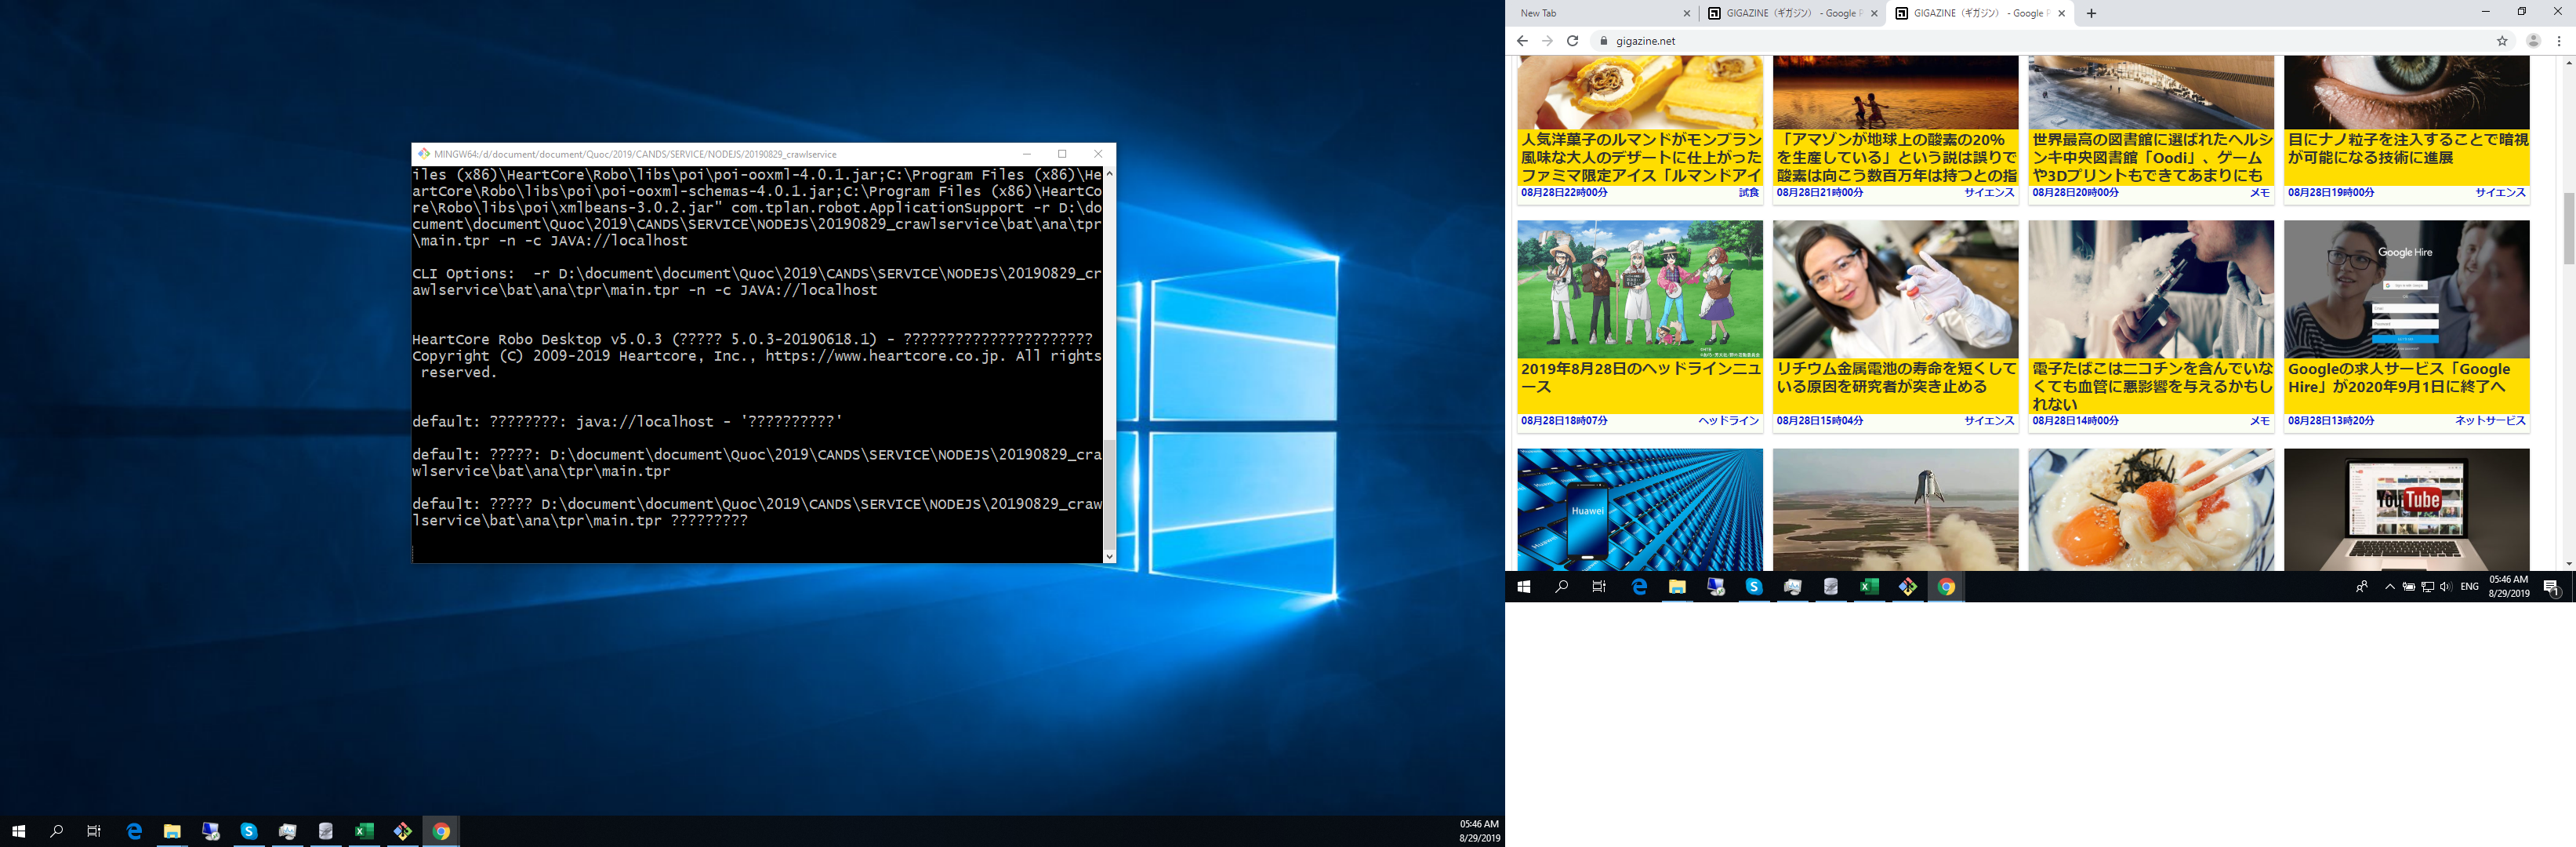 MINGW64:/d/document/document/Quoc/2019/CANDS/SERVICE/NODEJS/20190829_crawlservice
iles (x86)\HeartCore\Robo\libs\poi\poi-ooxml-4.0.1.jar;C:\Program Files (x86)\He
artCore\Robo\libs\poi\poi-ooxml-schemas-4.0.1.jar;C:\Program Files (x86)\HeartCo
re\Robo\libs\poi\xmlbeans-3.0.2.jar" com.tplan.robot.ApplicationSupport -r D:\do
cument\document\Quoc\2019\CANDS\SERVICE\NODEJS\20190829_crawlservice\bat\ana\tpr
\main.tpr -n -c JAVA://localhost
CLI Options:  -r D:\document\document\Quoc\2019\CANDS\SERVICE\NODEJS\20190829_cr
awlservice\bat\ana\tpr\main.tpr -n -c JAVA://localhost
HeartCore Robo Desktop v5.0.3 (????? 5.0.3-20190618.1) - ??????????????????????
Copyright (C) 2009-2019 Heartcore, Inc., https://www.heartcore.co.jp. All rights
 reserved.
default: ????????: java://localhost - '??????????'
default: ?????: D:\document\document\Quoc\2019\CANDS\SERVICE\NODEJS\20190829_cra
wlservice\bat\ana\tpr\main.tpr
default: ????? D:\document\document\Quoc\2019\CANDS\SERVICE\NODEJS\20190829_craw
lservice\bat\ana\tpr\main.tpr ?????????
05:46 AM
8/29/2019
New Tab
GIGAZINE（ギガジン） - Google
GIGAZINE（ギガジン） - Google
gigazine.net
人気洋菓子のルマンドがモンブラン
風味な大人のデザートに仕上がった
ファミマ限定アイス「ルマンドアイ
08月28日22時00分 試食
「アマゾンが地球上の酸素の20%
を生産している」という説は誤りで
酸素は向こう数百万年は持つとの指
08月28日21時00分 サイエンス
世界最高の図書館に選ばれたヘルシ
ンキ中央図書館「Oodi」、ゲーム
や3Dプリントもできてあまりにも
08月28日20時00分 メモ
目にナノ粒子を注入することで暗視
が可能になる技術に進展
08月28日19時00分 サイエンス
2019年8月28日のヘッドラインニュ
ース
08月28日18時07分 ヘッドライン
リチウム金属電池の寿命を短くして
いる原因を研究者が突き止める
08月28日15時04分 サイエンス
電子たばこはニコチンを含んでいな
くても血管に悪影響を与えるかもし
れない
08月28日14時00分 メモ
Google Hire
Googleの求人サービス「Google
Hire」が2020年9月1日に終了へ
08月28日13時20分 ネットサービス
Huawei
YouTube
ENG
05:46 AM
8/29/2019
1